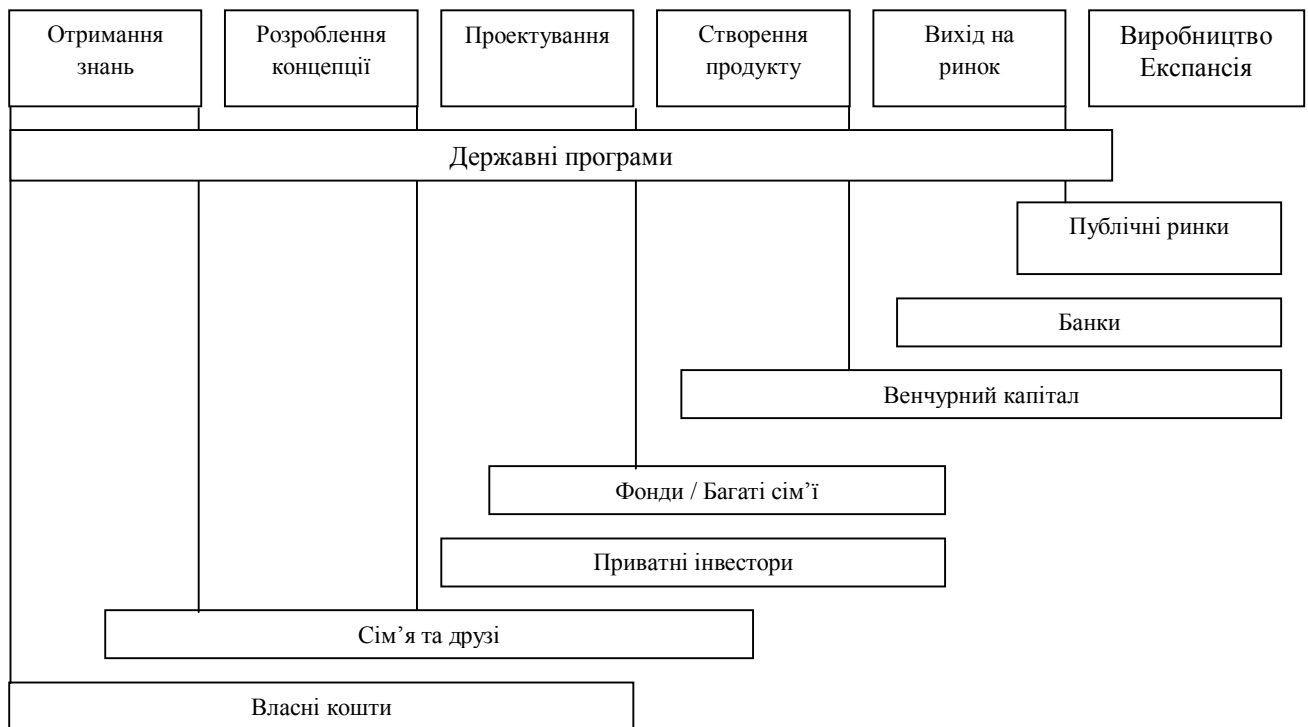 Отримання
знань
Розроблення
концепції
Проектування
Створення
продукту
Вихід на
ринок
Виробництво
Експансія
Державні програми
Публічні ринки
Банки
Венчурний капітал
Фонди / Багаті сім’ї
Приватні інвестори
Сім’я та друзі
Власні кошти